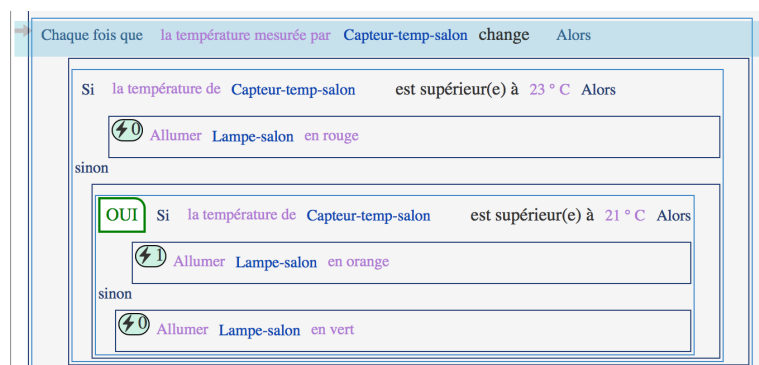 Chaque fois que la température mesurée par Capteur-temp-salon change Alors
Si la température de Capteur-temp-salon est supérieur(e) à 23 ° C Alors
0 Allumer Lampe-salon en rouge
sinon
OUI Si la température de Capteur-temp-salon est supérieur(e) à 21 ° C Alors
1 Allumer Lampe-salon en orange
sinon
0 Allumer Lampe-salon en vert